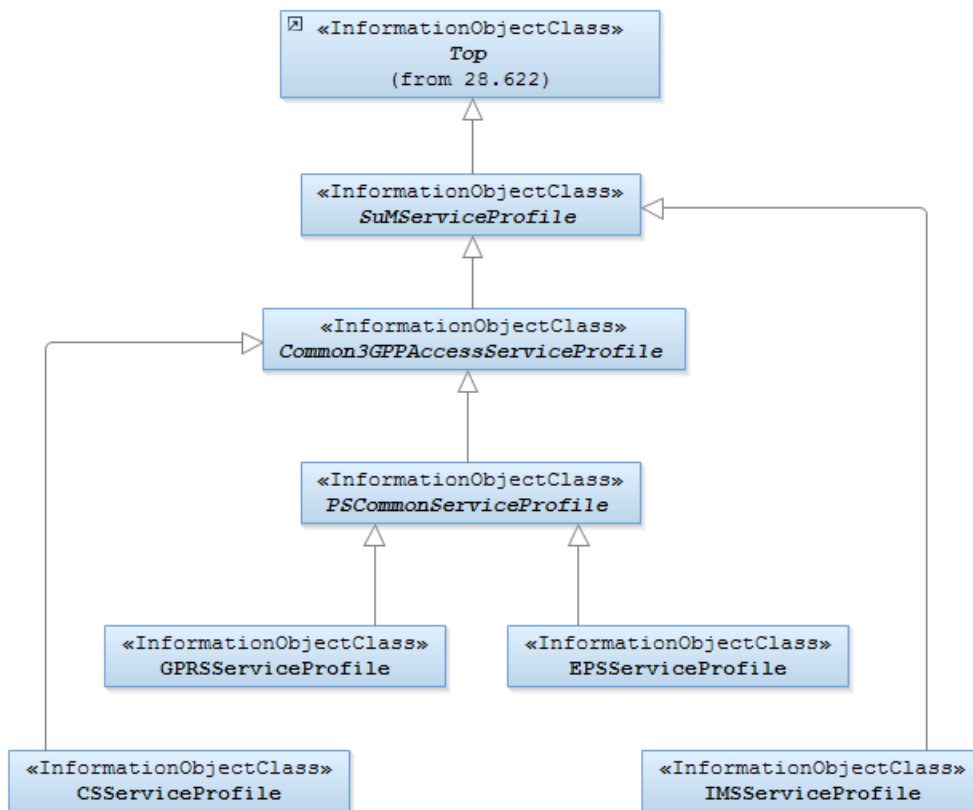 «InformationObjectClass»
Top
(from 28.622)
«InformationObjectClass»
SuMServiceProfile
«InformationObjectClass»
Common3GPPAccessServiceProfile
«InformationObjectClass»
PSCommonServiceProfile
«InformationObjectClass»
GPRSServiceProfile
«InformationObjectClass»
EPSServiceProfile
«InformationObjectClass»
CSServiceProfile
«InformationObjectClass»
IMSServiceProfile